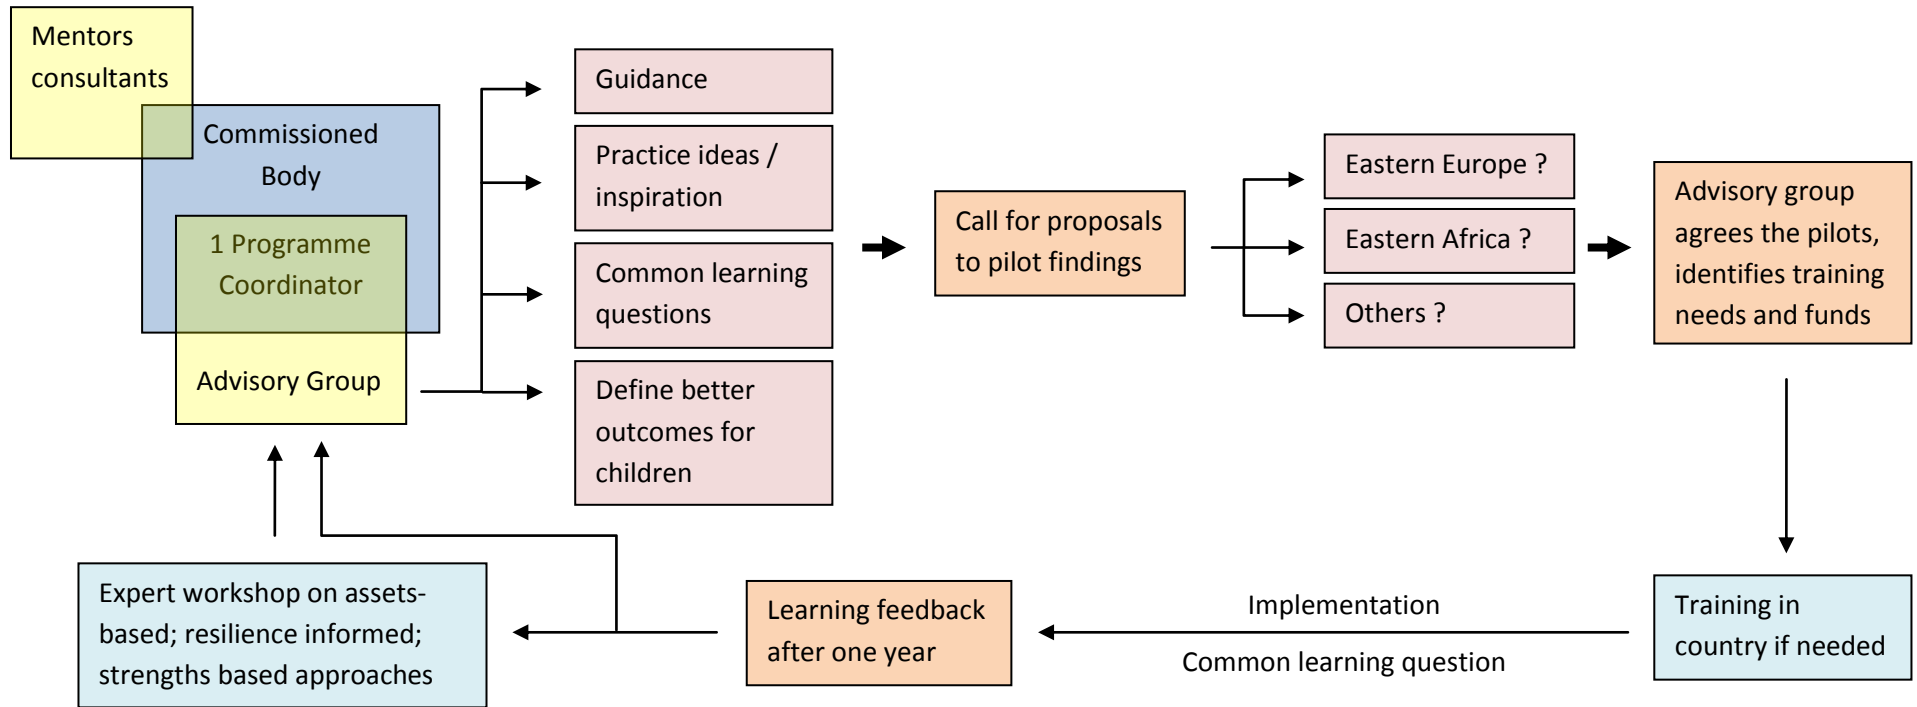 Mentors
consultants
Commissioned
Body
1 Programme
Coordinator
Advisory Group
Guidance
Practice ideas /
inspiration
Common learning
questions
Define better
outcomes for
children
Call for proposals
to pilot findings
Eastern Europe ?
Eastern Africa ?
Others ?
Advisory group
agrees the pilots,
identifies training
needs and funds
Training in
country if needed
Implementation
Common learning question
Learning feedback
after one year
Expert workshop on assets-
based; resilience informed;
strengths based approaches